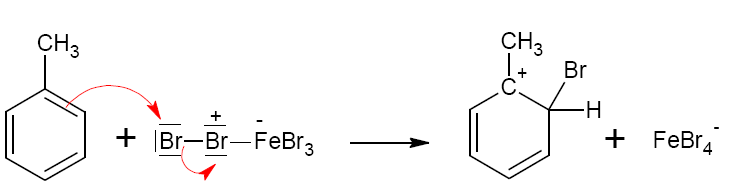 CH₃
+ Br–Br⁺–FeBr₃⁻
CH₃
C⁺
Br
H
+ FeBr₄⁻